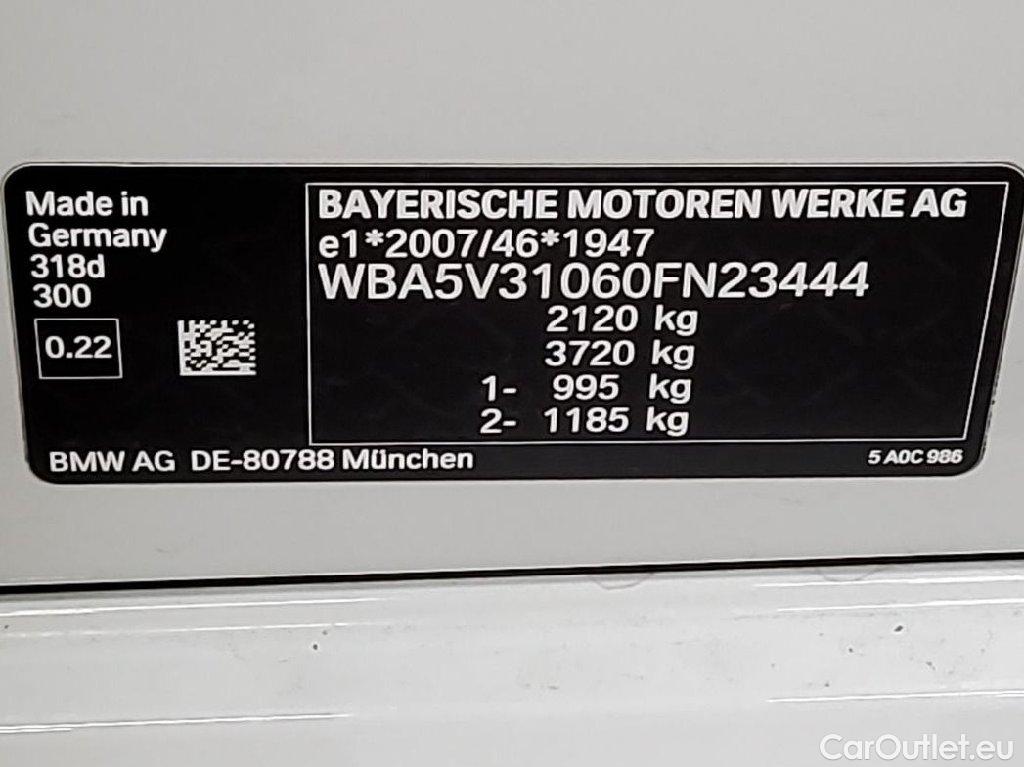 Made in
Germany
318d
300
0.22
BAYERISCHE MOTOREN WERKE AG
e1*2007/46*1947
WBA5V31060FN23444
2120 kg
3720 kg
1- 995 kg
2- 1185 kg
BMW AG DE-80788 München
5 A0C 986
CarOutlet.eu